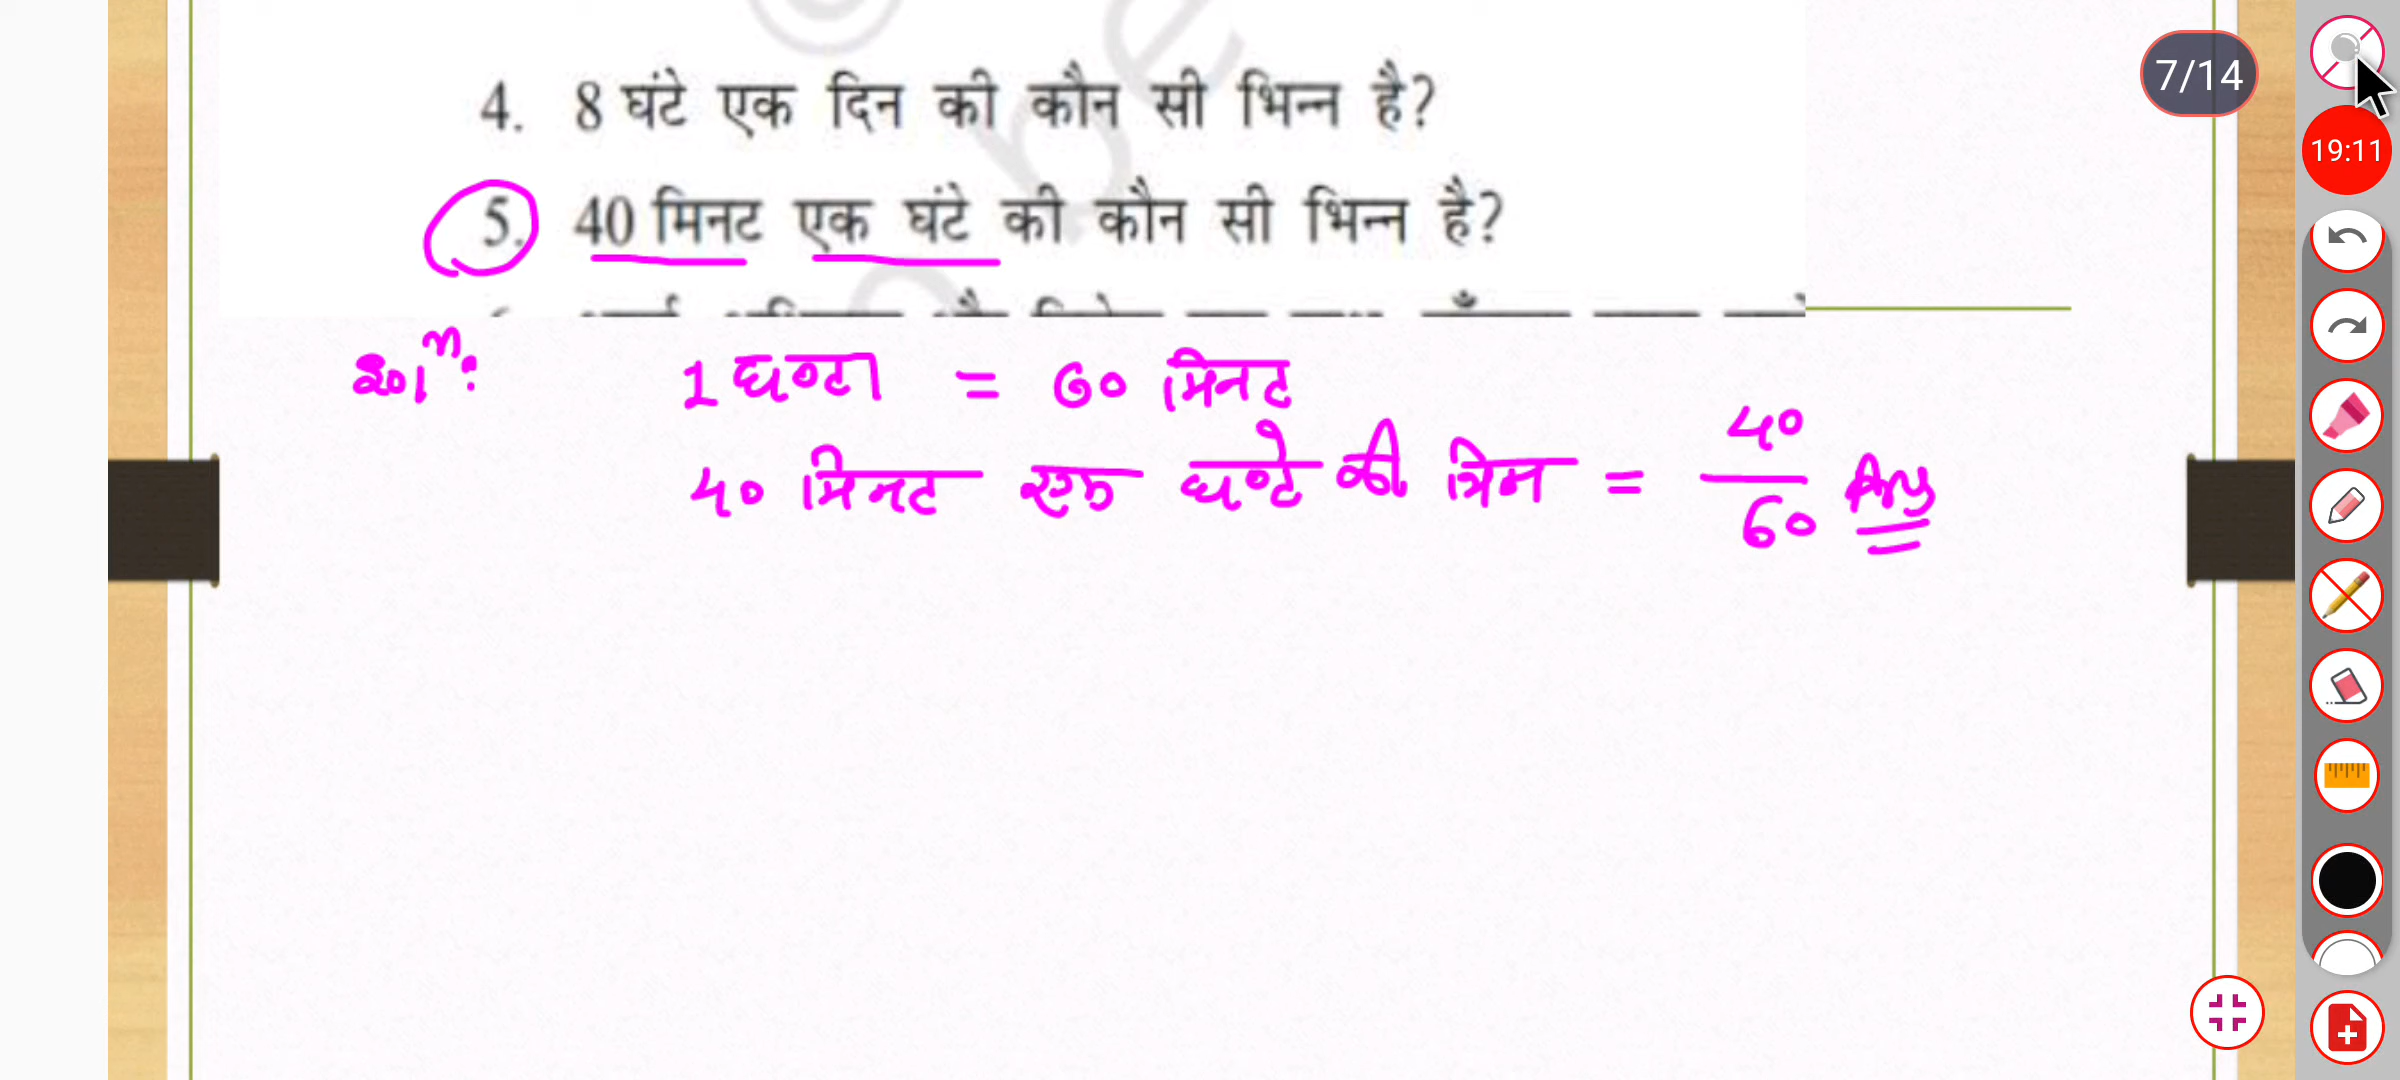 4. 8 घंटे एक दिन की कौन सी भिन्न है?
7/14
19:11
5. 40 मिनट एक घंटे की कौन सी भिन्न है?
Solⁿ: 1 घण्टा = 60 मिनट
40 मिनट एक घण्टे की भिन्न = 40/60 Ans